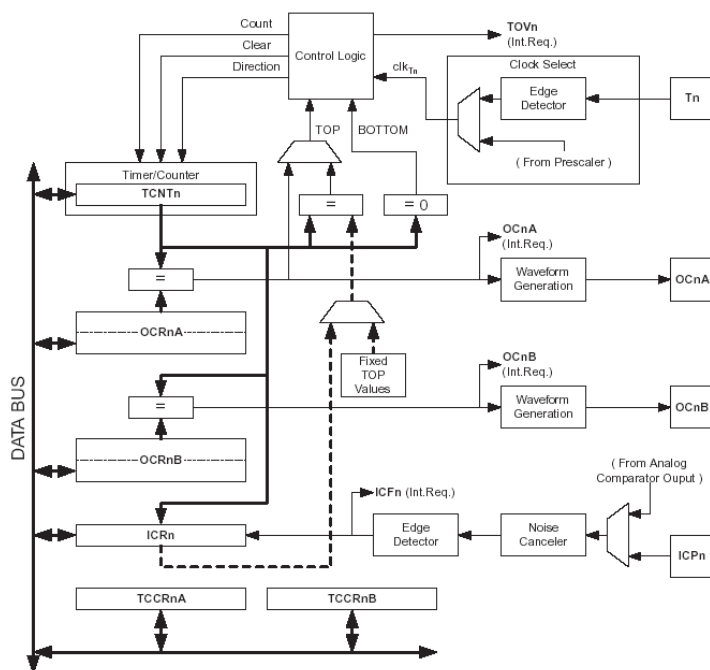 Count
Clear
Direction
Control Logic
TOVn
(Int.Req.)
clkTn
Clock Select
Edge
Detector
Tn
( From Prescaler )
TOP
BOTTOM
Timer/Counter
TCNTn
=
= 0
=
OCRnA
OCnA
(Int.Req.)
Waveform
Generation
OCnA
Fixed
TOP
Values
=
OCRnB
OCnB
(Int.Req.)
Waveform
Generation
OCnB
DATA BUS
( From Analog
Comparator Ouput )
ICFn (Int.Req.)
ICRn
Edge
Detector
Noise
Canceler
ICPn
TCCRnA
TCCRnB